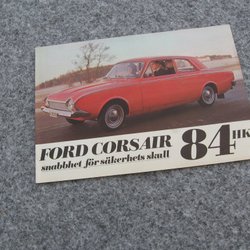 FORD CORSAIR
snabbhet för säkerhets skull
84 HK